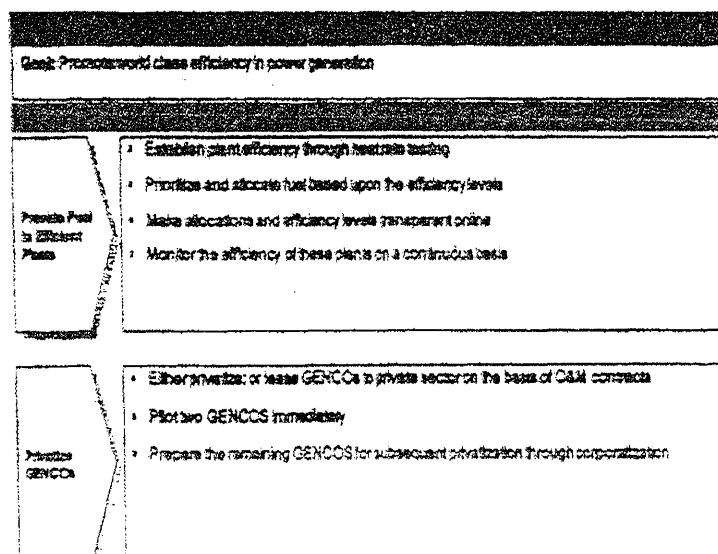 Goal: Promote world class efficiency in power generation
Establish plant efficiency through heatrate testing
Prioritize and allocate fuel based upon the efficiency levels
Make allocations and efficiency levels transparent online
Monitor the efficiency of these plants on a continuous basis
Provide Fuel
to Efficient
Plants
Either privatize; or lease GENCOs to private sector on the basis of O&M contracts
Pilot two GENCOS immediately
Prepare the remaining GENCOS for subsequent privatization through corporatization
Privatize
GENCOs